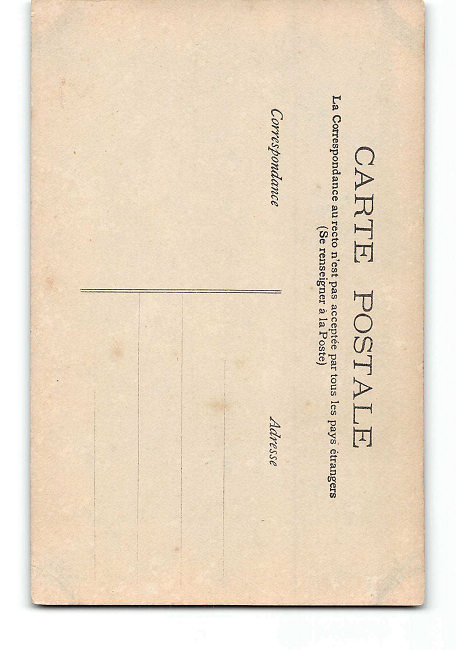 CARTE POSTALE
La Correspondance au recto n'est pas acceptée par tous les pays étrangers
(Se renseigner à la Poste)
Correspondance
Adresse